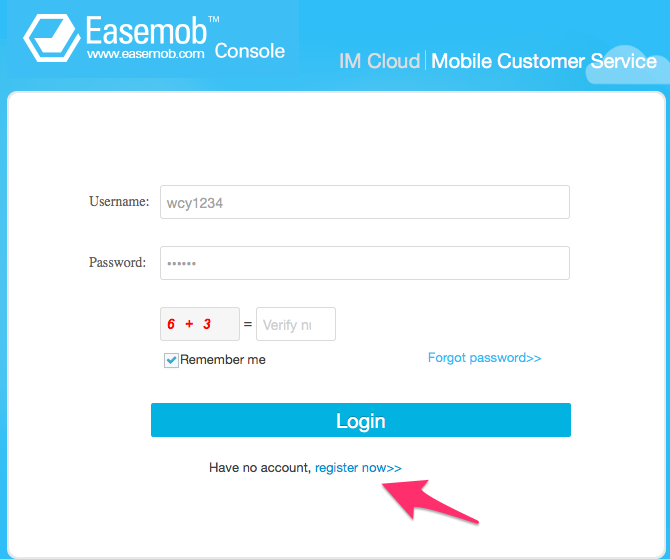 Easemob™
www.easemob.com Console
IM Cloud | Mobile Customer Service
Username: wcy1234
Password: ••••••
6 + 3 = Verify nu
Remember me Forgot password>>
Login
Have no account, register now>>